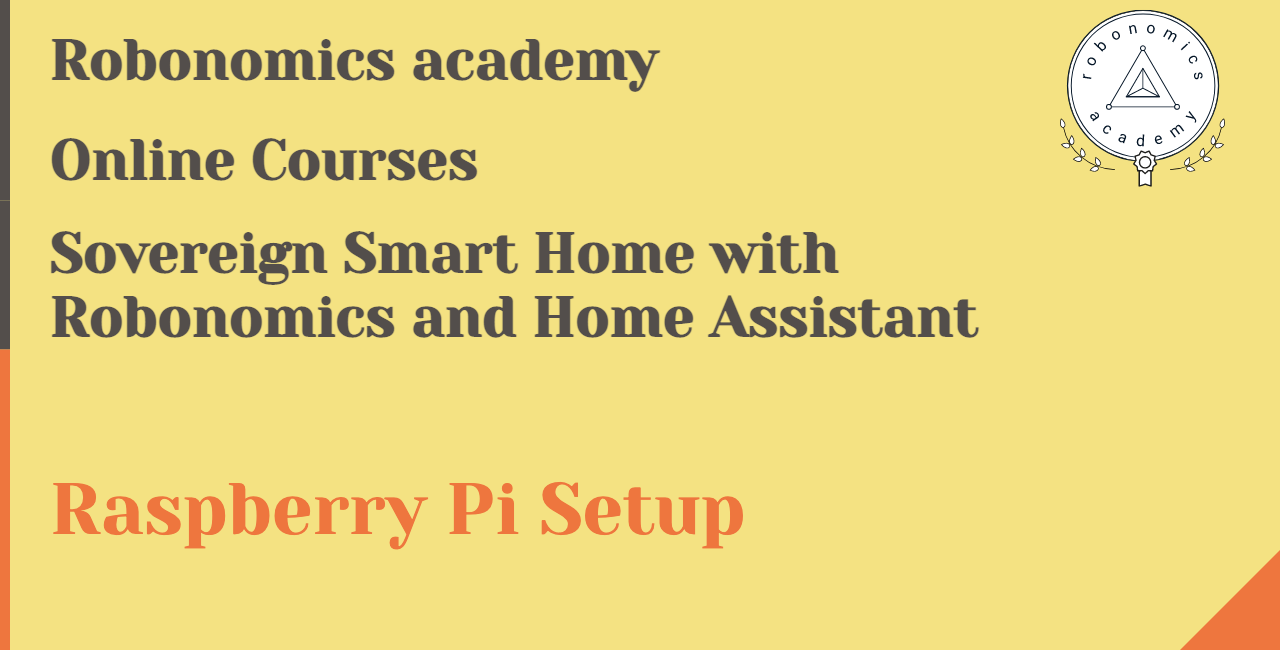 Robonomics academy
Online Courses
Sovereign Smart Home with
Robonomics and Home Assistant
Raspberry Pi Setup
robonomics
academy